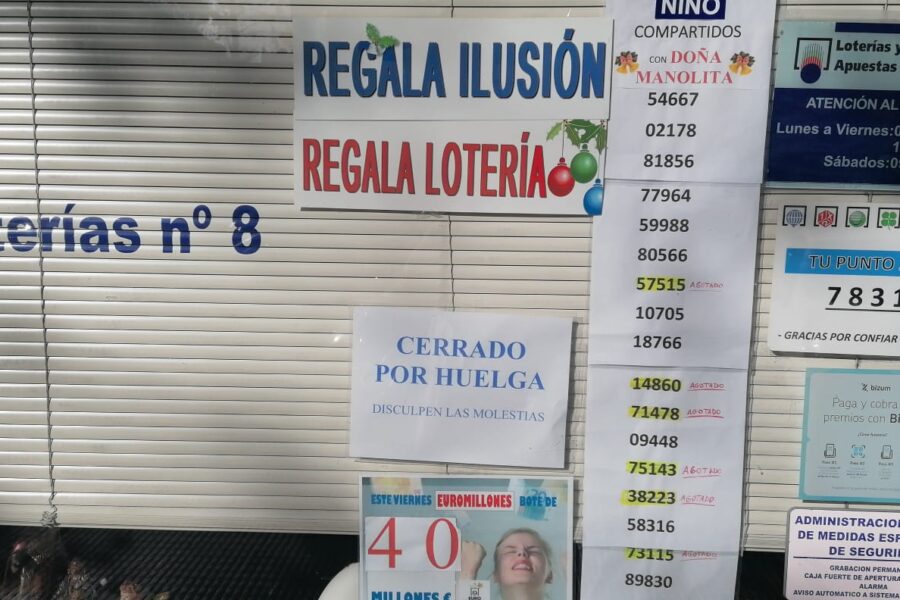 REGALA ILUSIÓN
REGALA LOTERÍA
terías nº 8
CERRADO
POR HUELGA
DISCULPEN LAS MOLESTIAS
ESTE VIERNES EUROMILLONES BOTE DE
40
MILLONES €
NIÑO
COMPARTIDOS
CON DOÑA
MANOLITA
54667
02178
81856
77964
59988
80566
57515 AGOTADO
10705
18766
14860 AGOTADO
71478 AGOTADO
09448
75143 AGOTADO
38223 AGOTADO
58316
73115 AGOTADO
89830
Loterías y
Apuestas
ATENCIÓN AL
Lunes a Viernes:
Sábados:
TU PUNTO
7831
- GRACIAS POR CONFIAR
bizum
Paga y cobra
premios con Bi
ADMINISTRACIO
DE MEDIDAS ESP
DE SEGURI
GRABACION PERMAN
CAJA FUERTE DE APERTURA
ALARMA
AVISO AUTOMATICO A SISTEMA